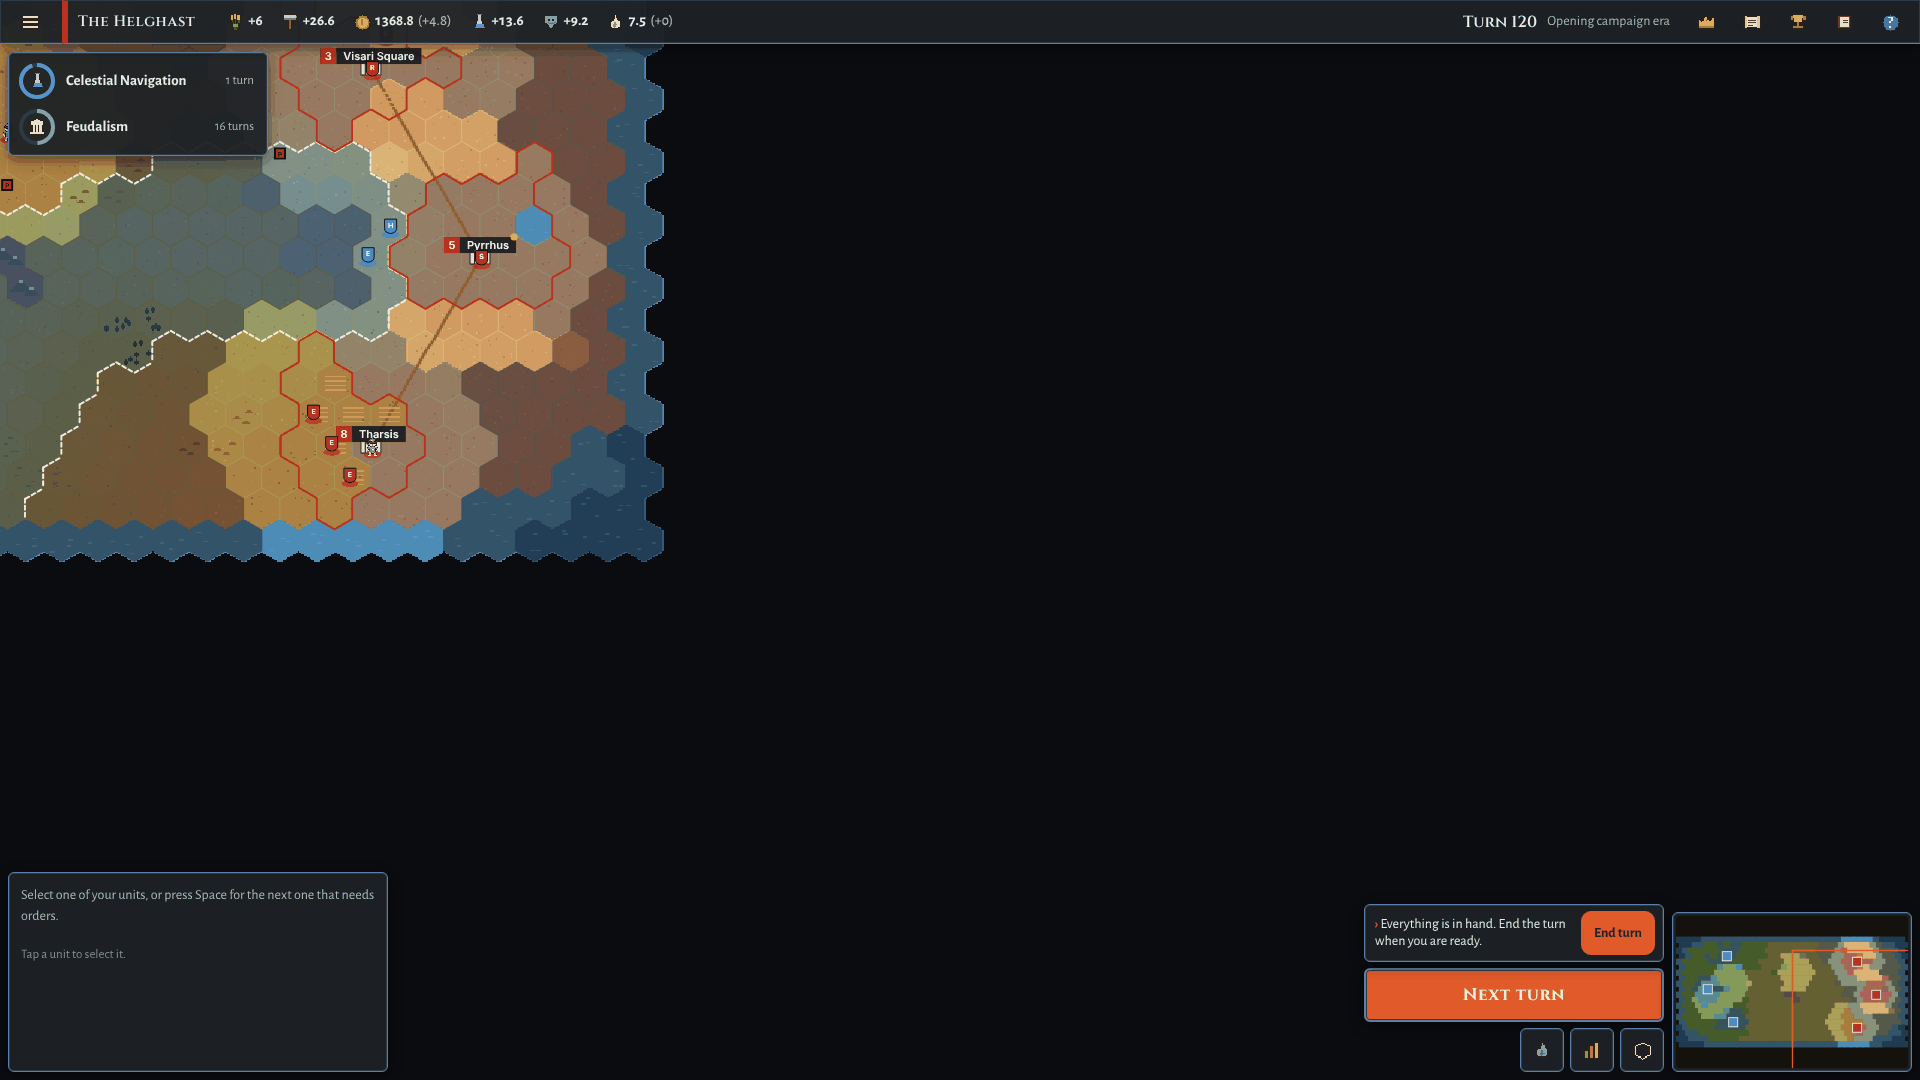 THE HELGHAST
+6
+26.6
1368.8 (+4.8)
+13.6
+9.2
7.5 (+0)
TURN 120
Opening campaign era
?
Celestial Navigation
1 turn
Feudalism
16 turns
3 Visari Square
R
H
E
5 Pyrrhus
S
E
8 Tharsis
E
E
Select one of your units, or press Space for the next one that needs
orders.
Tap a unit to select it.
› Everything is in hand. End the turn
when you are ready.
End turn
NEXT TURN